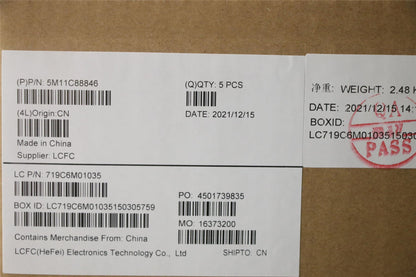 (P)P/N: 5M11C88846
(Q)QTY: 5 PCS
(4L)Origin:CN
DATE: 2021/12/15
Made in China
Supplier: LCFC
LC P/N: 719C6M01035
PO: 4501739835
BOX ID: LC719C6M01035150305759
MO: 16373200
Contains Merchandise From: China
LCFC(HeFei) Electronics Technology Co., Ltd
SHIPTO: CN
净重: WEIGHT: 2.48
DATE: 2021/12/15 14:
BOXID:
LC719C6M0103515030
QA
PASS